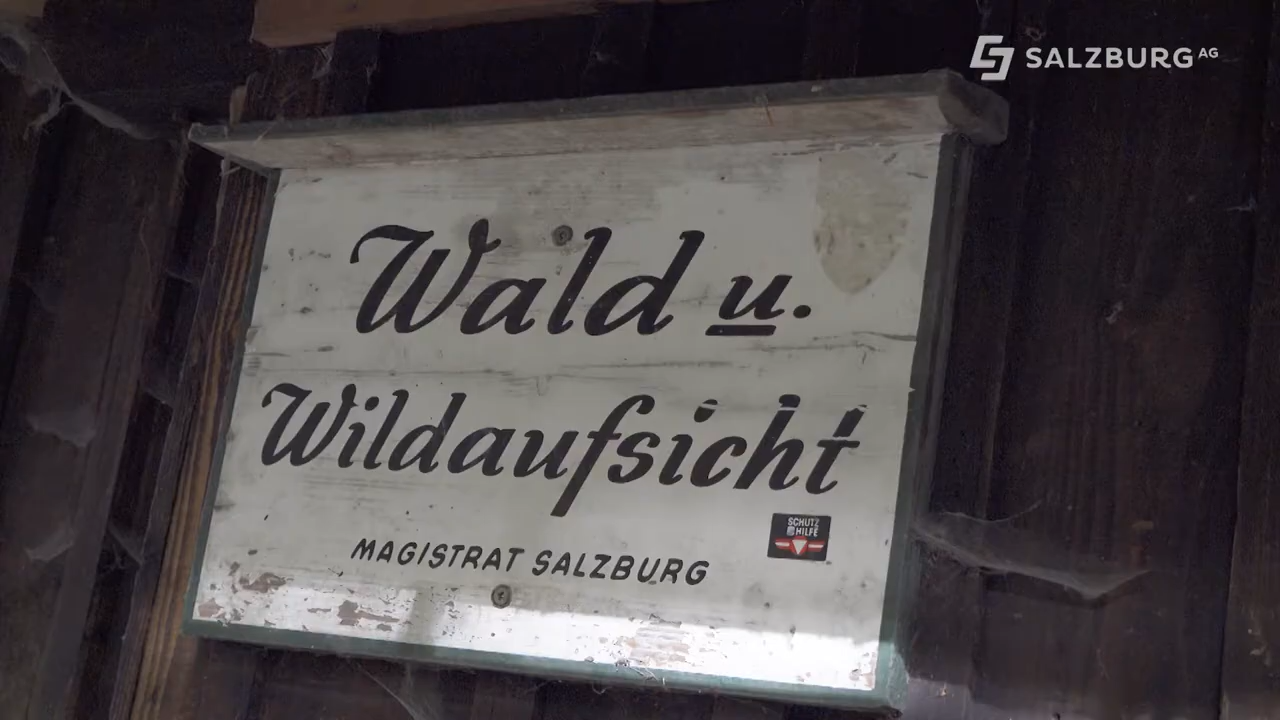 SALZBURG AG
Wald u.
Wildaufsicht
SCHUTZ
HILFE
MAGISTRAT SALZBURG